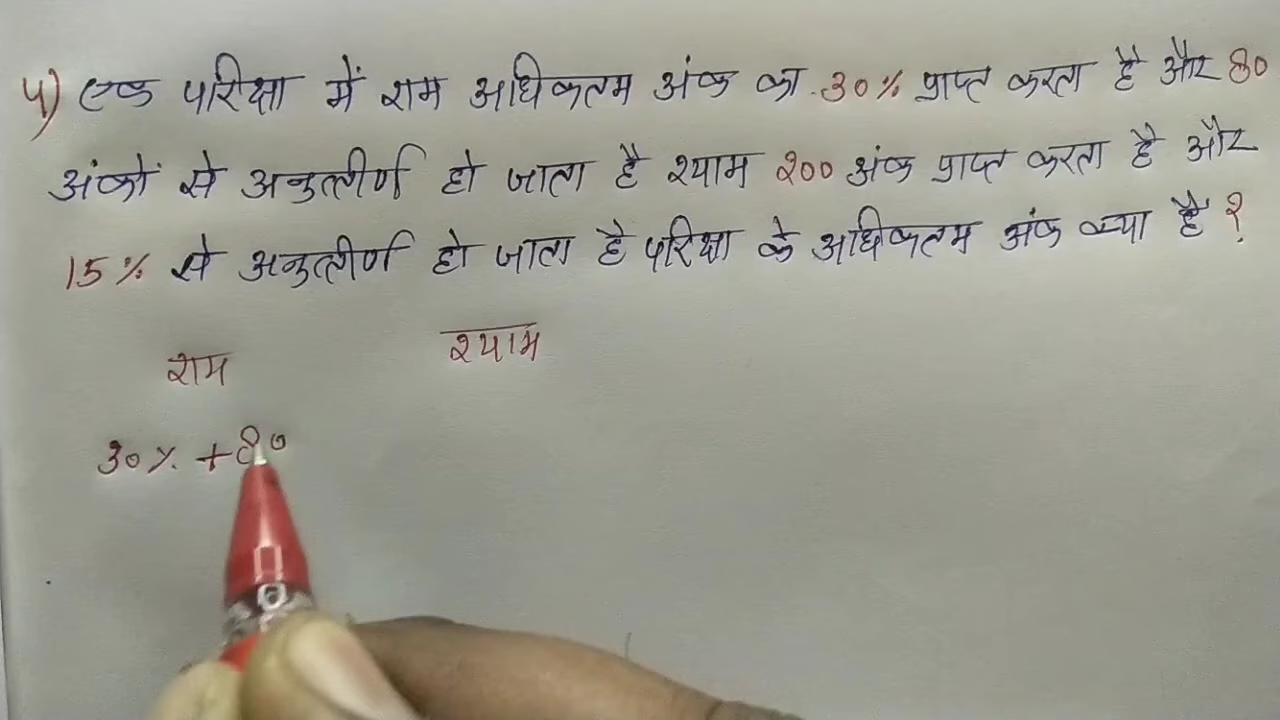 ५) एक परिक्षा में राम अधिकतम अंक का 30% प्राप्त करता है और 80
अंकों से अनुत्तीर्ण हो जाता है श्याम 200 अंक प्राप्त करता है और
15% से अनुत्तीर्ण हो जाता है परिक्षा के अधिकतम अंक क्या है ?
राम श्याम
30% + 80